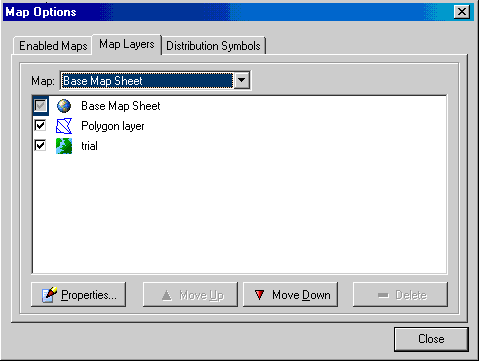 Map Options
Enabled Maps Map Layers Distribution Symbols
Map: Base Map Sheet
Base Map Sheet
Polygon layer
trial
Properties... Move Up Move Down Delete
Close